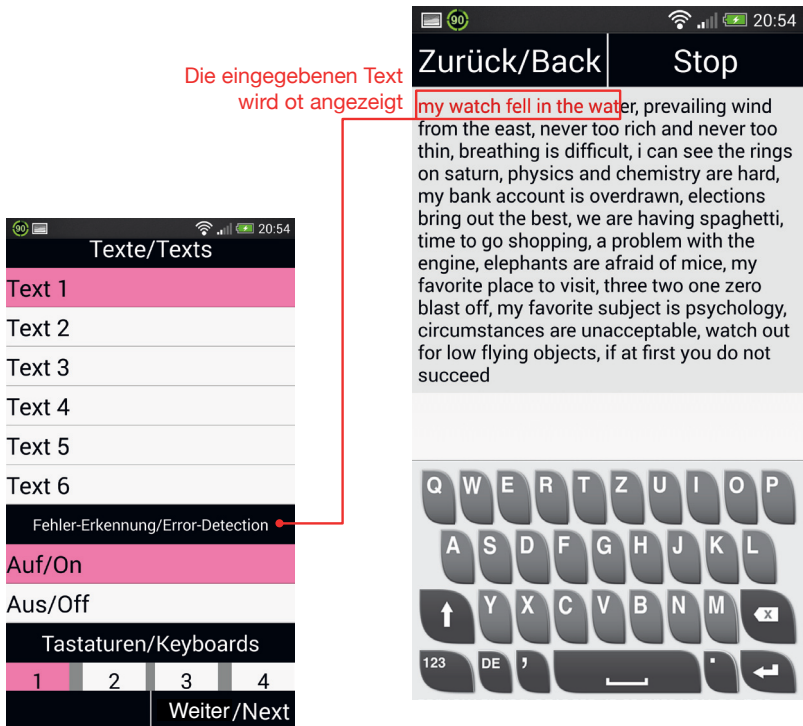 90
20:54
Zurück/Back
Stop
Die eingegebenen Text
wird ot angezeigt
my watch fell in the water, prevailing wind
from the east, never too rich and never too
thin, breathing is difficult, i can see the rings
on saturn, physics and chemistry are hard,
my bank account is overdrawn, elections
bring out the best, we are having spaghetti,
time to go shopping, a problem with the
engine, elephants are afraid of mice, my
favorite place to visit, three two one zero
blast off, my favorite subject is psychology,
circumstances are unacceptable, watch out
for low flying objects, if at first you do not
succeed
90
20:54
Texte/Texts
Text 1
Text 2
Text 3
Text 4
Text 5
Text 6
Fehler-Erkennung/Error-Detection
Auf/On
Aus/Off
Tastaturen/Keyboards
1 2 3 4
Weiter/Next
Q W E R T Z U I O P
A S D F G H J K L
Y X C V B N M x
123 DE , .